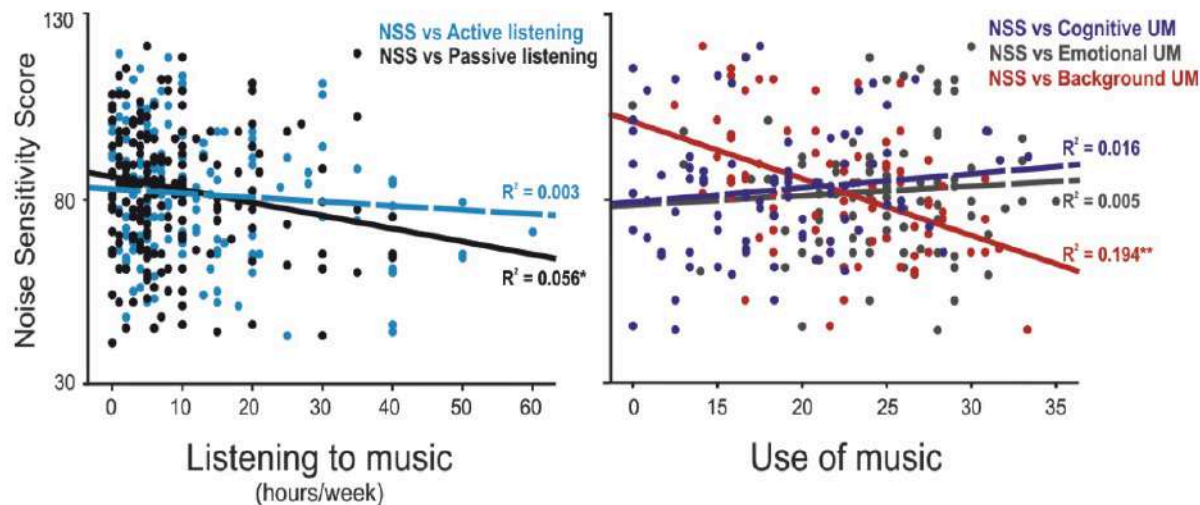 130
80
30
Noise Sensitivity Score
NSS vs Active listening
NSS vs Passive listening
R² = 0.003
R² = 0.056*
0 10 20 30 40 50 60
Listening to music
(hours/week)
NSS vs Cognitive UM
NSS vs Emotional UM
NSS vs Background UM
R² = 0.016
R² = 0.005
R² = 0.194**
0 15 20 25 30 35
Use of music